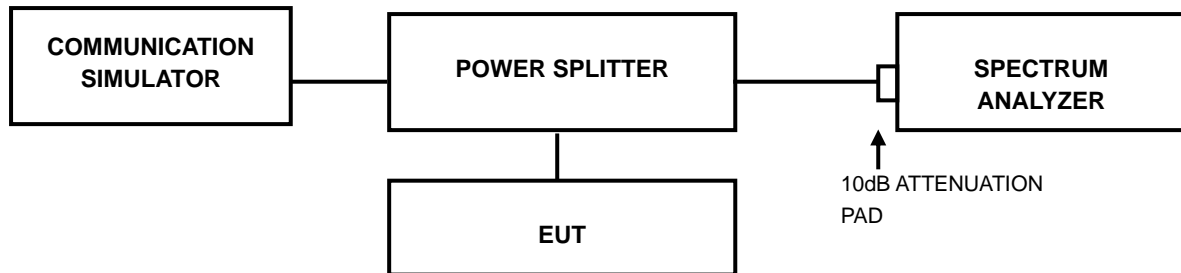 COMMUNICATION
SIMULATOR
POWER SPLITTER
SPECTRUM
ANALYZER
10dB ATTENUATION
PAD
EUT